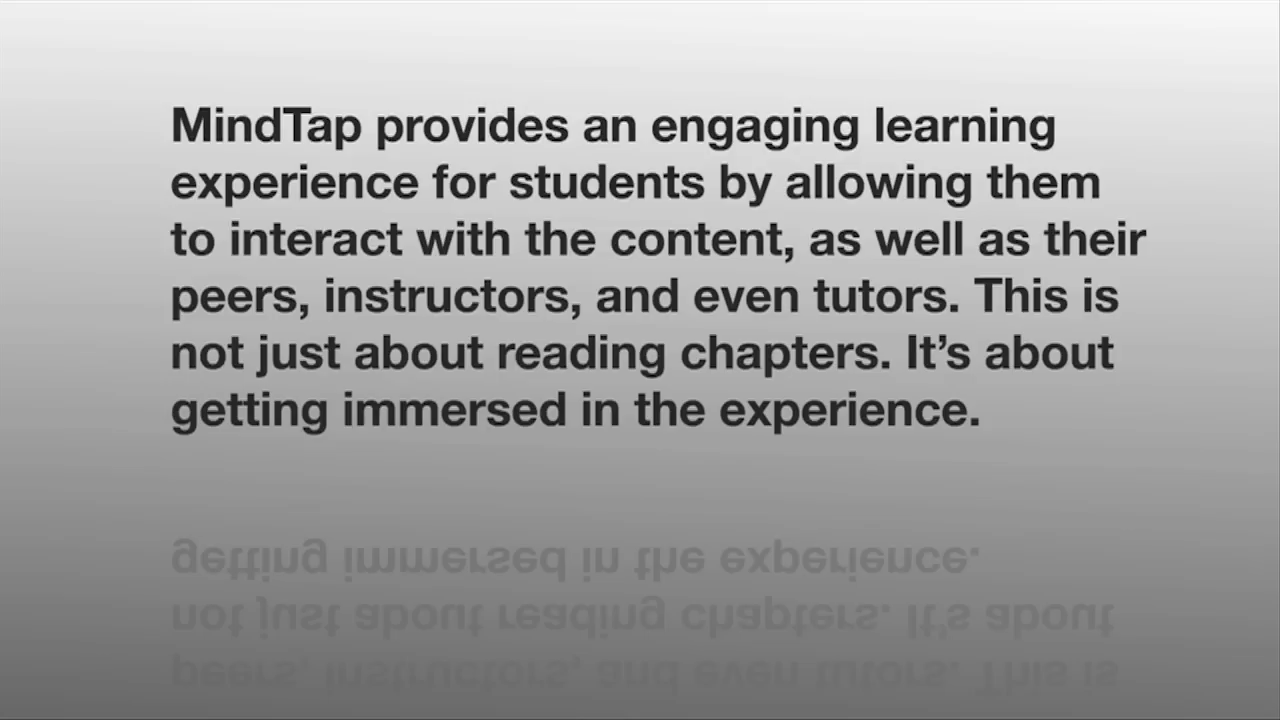 MindTap provides an engaging learning
experience for students by allowing them
to interact with the content, as well as their
peers, instructors, and even tutors. This is
not just about reading chapters. It’s about
getting immersed in the experience.